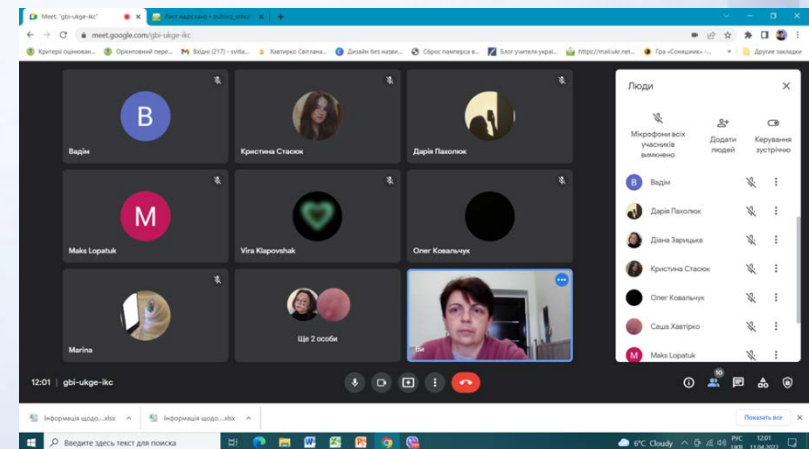 Meet: "gbi-ukge-ikc"
meet.google.com/gbi-ukge-ikc
Критерії оцінюван...
Орієнтовний пере...
Вхідні (217) - svitla...
Хавтирко Світлана...
Дизайн без назви...
Сброс памперса в...
Блог учителя украї...
https://mail.ukr.net...
Гра «Соняшник» -...
Другие закладки
В
Вадім
Кристина Стасюк
Дарія Пахолюк
M
Maks Lopatuk
Vira Klapovshak
Олег Ковальчук
Marina
Ще 2 особи
Ви
Люди
Мікрофони всіх
учасників
вимкнено
Додати
людей
Керування
зустріччю
В
Вадім
Дарія Пахолюк
Діана Зарицька
Кристина Стасюк
Олег Ковальчук
Саша Хавтірко
M
Maks Lopatuk
12:01 | gbi-ukge-ikc
10
Інформація щодо....xlsx
Інформація щодо....xlsx
Показать все
Введите здесь текст для поиска
6°C Cloudy
РУС
UKR
12:01
11.04.2022